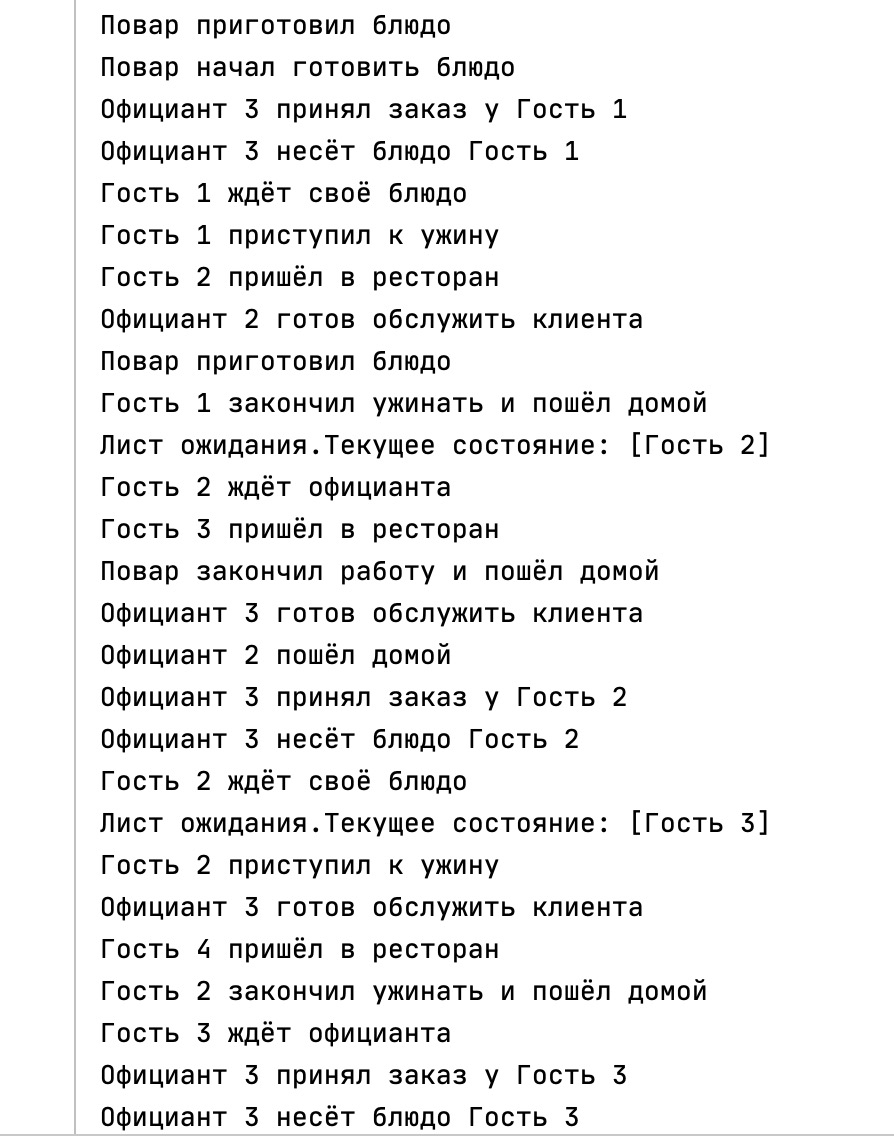 Повар приготовил блюдо
Повар начал готовить блюдо
Официант 3 принял заказ у Гость 1
Официант 3 несёт блюдо Гость 1
Гость 1 ждёт своё блюдо
Гость 1 приступил к ужину
Гость 2 пришёл в ресторан
Официант 2 готов обслужить клиента
Повар приготовил блюдо
Гость 1 закончил ужинать и пошёл домой
Лист ожидания.Текущее состояние: [Гость 2]
Гость 2 ждёт официанта
Гость 3 пришёл в ресторан
Повар закончил работу и пошёл домой
Официант 3 готов обслужить клиента
Официант 2 пошёл домой
Официант 3 принял заказ у Гость 2
Официант 3 несёт блюдо Гость 2
Гость 2 ждёт своё блюдо
Лист ожидания.Текущее состояние: [Гость 3]
Гость 2 приступил к ужину
Официант 3 готов обслужить клиента
Гость 4 пришёл в ресторан
Гость 2 закончил ужинать и пошёл домой
Гость 3 ждёт официанта
Официант 3 принял заказ у Гость 3
Официант 3 несёт блюдо Гость 3